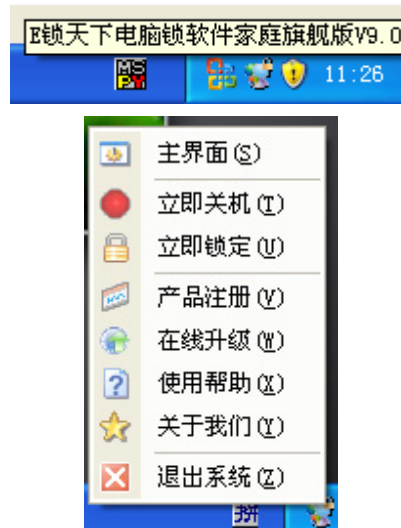 E锁天下电脑锁软件家庭旗舰版V9.0
MS
PY
11:26
主界面(S)
立即关机(T)
立即锁定(U)
产品注册(V)
在线升级(W)
使用帮助(X)
关于我们(Y)
退出系统(Z)
拼